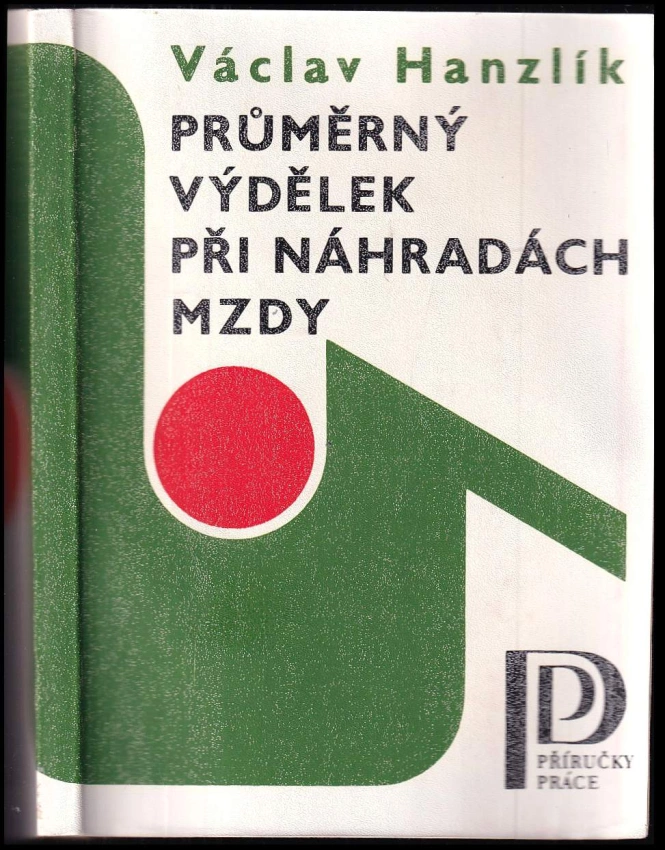 Václav Hanzlík
PRŮMĚRNÝ
VÝDĚLEK
PŘI NÁHRADÁCH
MZDY
PŘÍRUČKY
PRÁCE